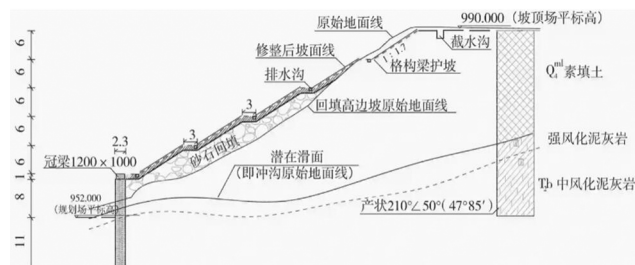 原始地面线
990.000(坡顶场平标高)
截水沟
1:1.7
修整后坡面线
格构梁护坡
排水沟
Q₄ᵐˡ素填土
回填高边坡原始地面线
3
3
砂石回填
强风化泥灰岩
2.3
潜在滑面
(即冲沟原始地面线)
冠梁1200×1000
T₂b 中风化泥灰岩
952.000
(规划场平标高)
产状210°∠50°(47°85′)
6
6
6
6
1 6
8
11